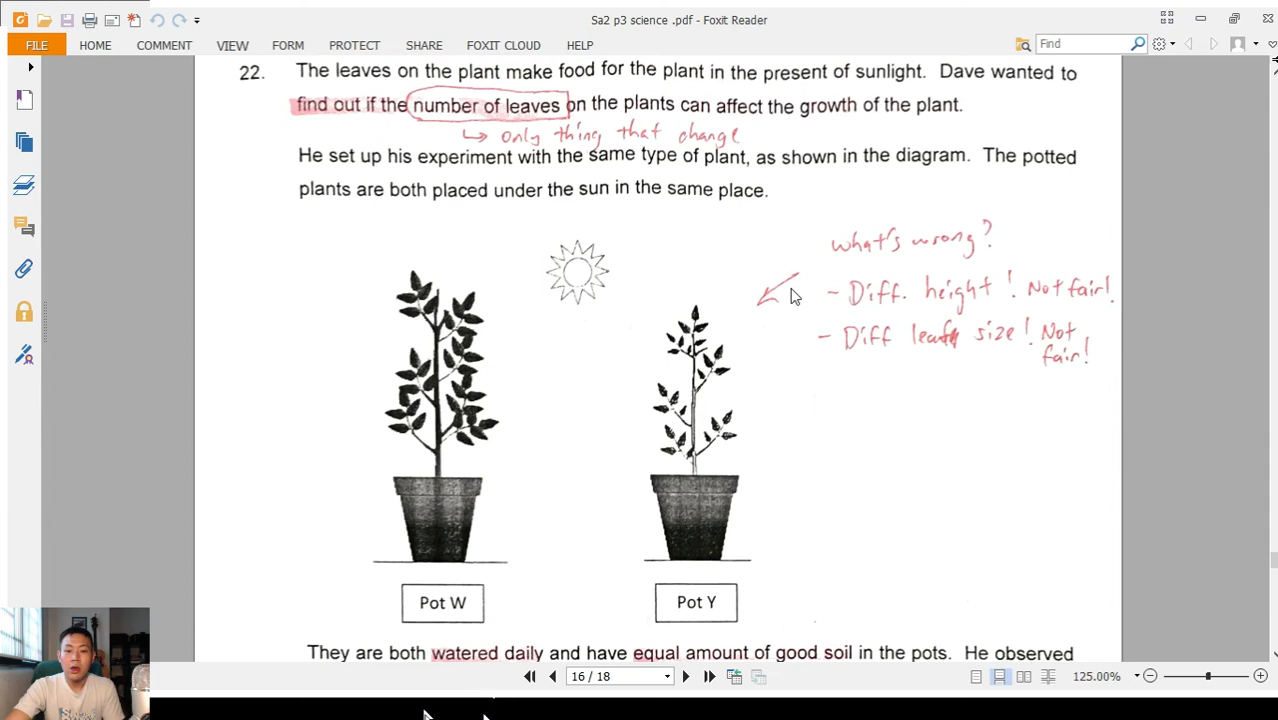 Sa2 p3 science .pdf - Foxit Reader
FILE HOME COMMENT VIEW FORM PROTECT SHARE FOXIT CLOUD HELP Find
22. The leaves on the plant make food for the plant in the present of sunlight. Dave wanted to
find out if the number of leaves on the plants can affect the growth of the plant.
only thing that change
He set up his experiment with the same type of plant, as shown in the diagram. The potted
plants are both placed under the sun in the same place.
what's wrong?
- Diff. height! Not fair!
- Diff leaf size! Not
fair!
Pot W Pot Y
They are both watered daily and have equal amount of good soil in the pots. He observed
16 / 18 125.00%